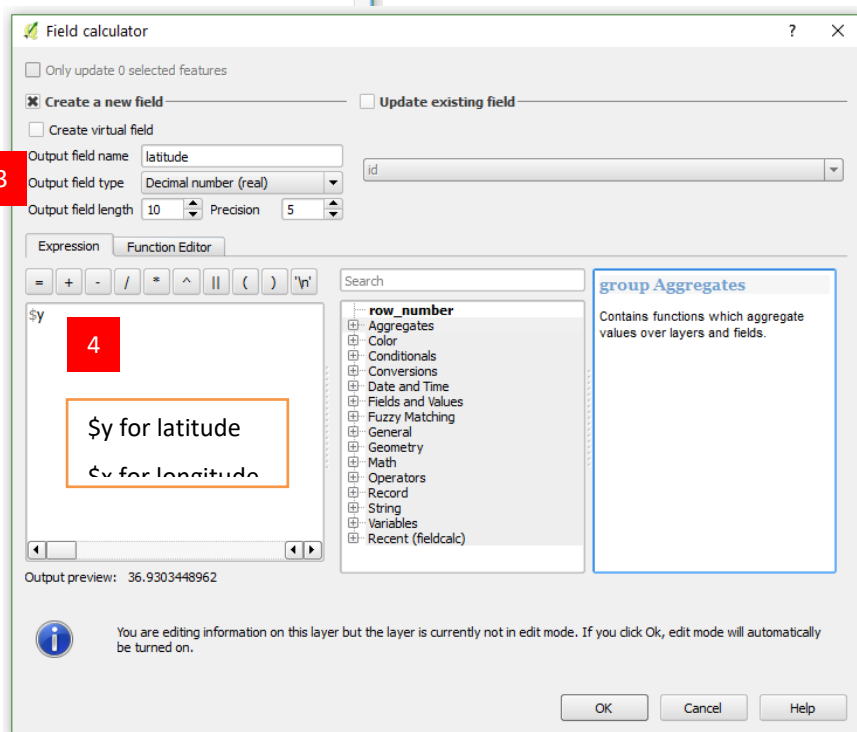 Field calculator
?
Only update 0 selected features
Create a new field
Update existing field
Create virtual field
Output field name latitude
id
3
Output field type Decimal number (real)
Output field length 10 Precision 5
Expression Function Editor
= + - / * ^ || ( ) '\n'
Search
group Aggregates
Contains functions which aggregate
values over layers and fields.
$y
4
$y for latitude
$x for longitude
row_number
Aggregates
Color
Conditionals
Conversions
Date and Time
Fields and Values
Fuzzy Matching
General
Geometry
Math
Operators
Record
String
Variables
Recent (fieldcalc)
Output preview: 36.9303448962
You are editing information on this layer but the layer is currently not in edit mode. If you click Ok, edit mode will automatically
be turned on.
OK Cancel Help